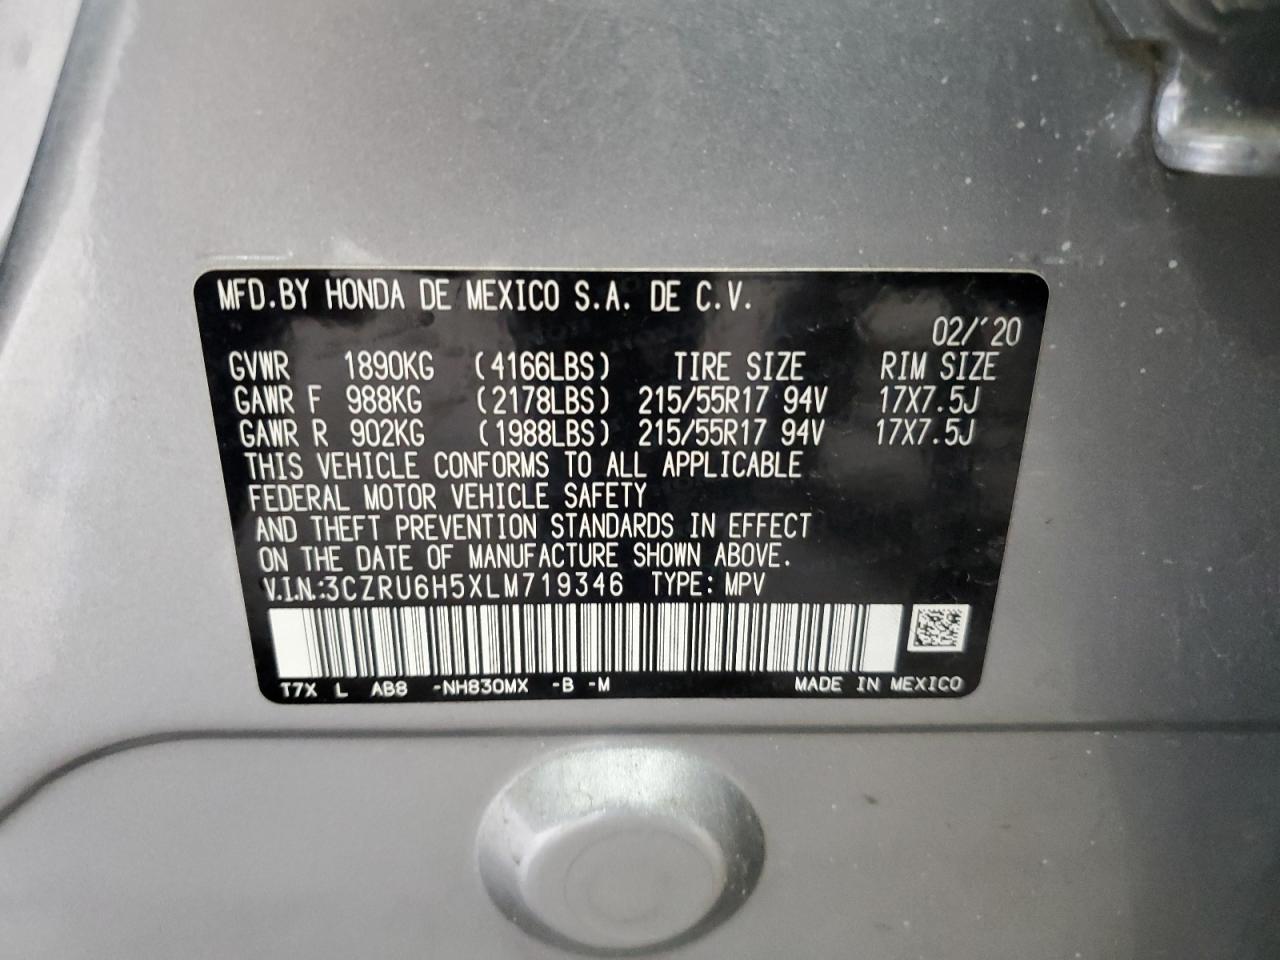 MFD.BY HONDA DE MEXICO S.A. DE C.V.
02/'20
GVWR 1890KG (4166LBS) TIRE SIZE RIM SIZE
GAWR F 988KG (2178LBS) 215/55R17 94V 17X7.5J
GAWR R 902KG (1988LBS) 215/55R17 94V 17X7.5J
THIS VEHICLE CONFORMS TO ALL APPLICABLE
FEDERAL MOTOR VEHICLE SAFETY
AND THEFT PREVENTION STANDARDS IN EFFECT
ON THE DATE OF MANUFACTURE SHOWN ABOVE.
V.I.N.:3CZRU6H5XLM719346 TYPE: MPV
T7X L AB8 -NH830MX -B -M MADE IN MEXICO